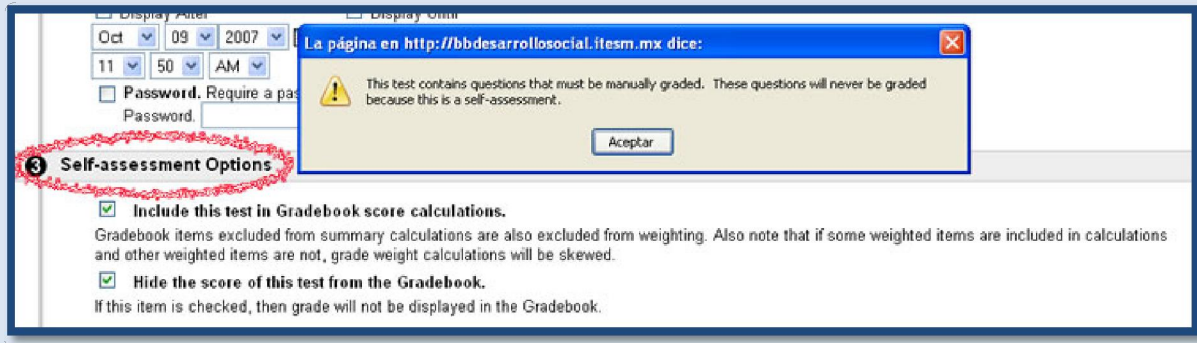 Display After Display Until
Oct 09 2007
11 50 AM
La página en http://bbdesarrollosocial.itesm.mx dice:
This test contains questions that must be manually graded. These questions will never be graded
because this is a self-assessment.
Aceptar
Password. Require a pas
Password.
3 Self-assessment Options
Include this test in Gradebook score calculations.
Gradebook items excluded from summary calculations are also excluded from weighting. Also note that if some weighted items are included in calculations
and other weighted items are not, grade weight calculations will be skewed.
Hide the score of this test from the Gradebook.
If this item is checked, then grade will not be displayed in the Gradebook.